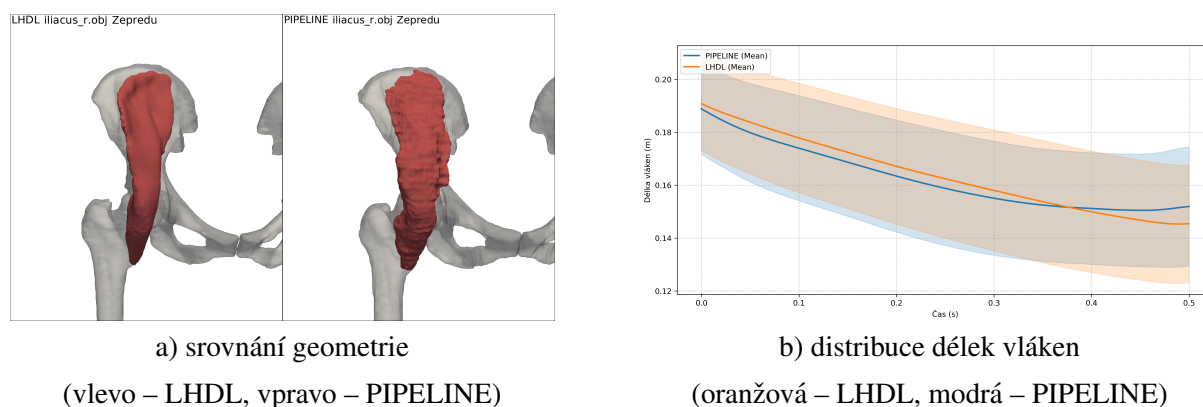 LHDL iliacus_r.obj Zepredu
PIPELINE iliacus_r.obj Zepredu
a) srovnání geometrie
(vlevo – LHDL, vpravo – PIPELINE)
PIPELINE (Mean)
LHDL (Mean)
Délka vláken (m)
0.20
0.18
0.16
0.14
0.12
0.0
0.1
0.2
0.3
0.4
0.5
Čas (s)
b) distribuce délek vláken
(oranžová – LHDL, modrá – PIPELINE)